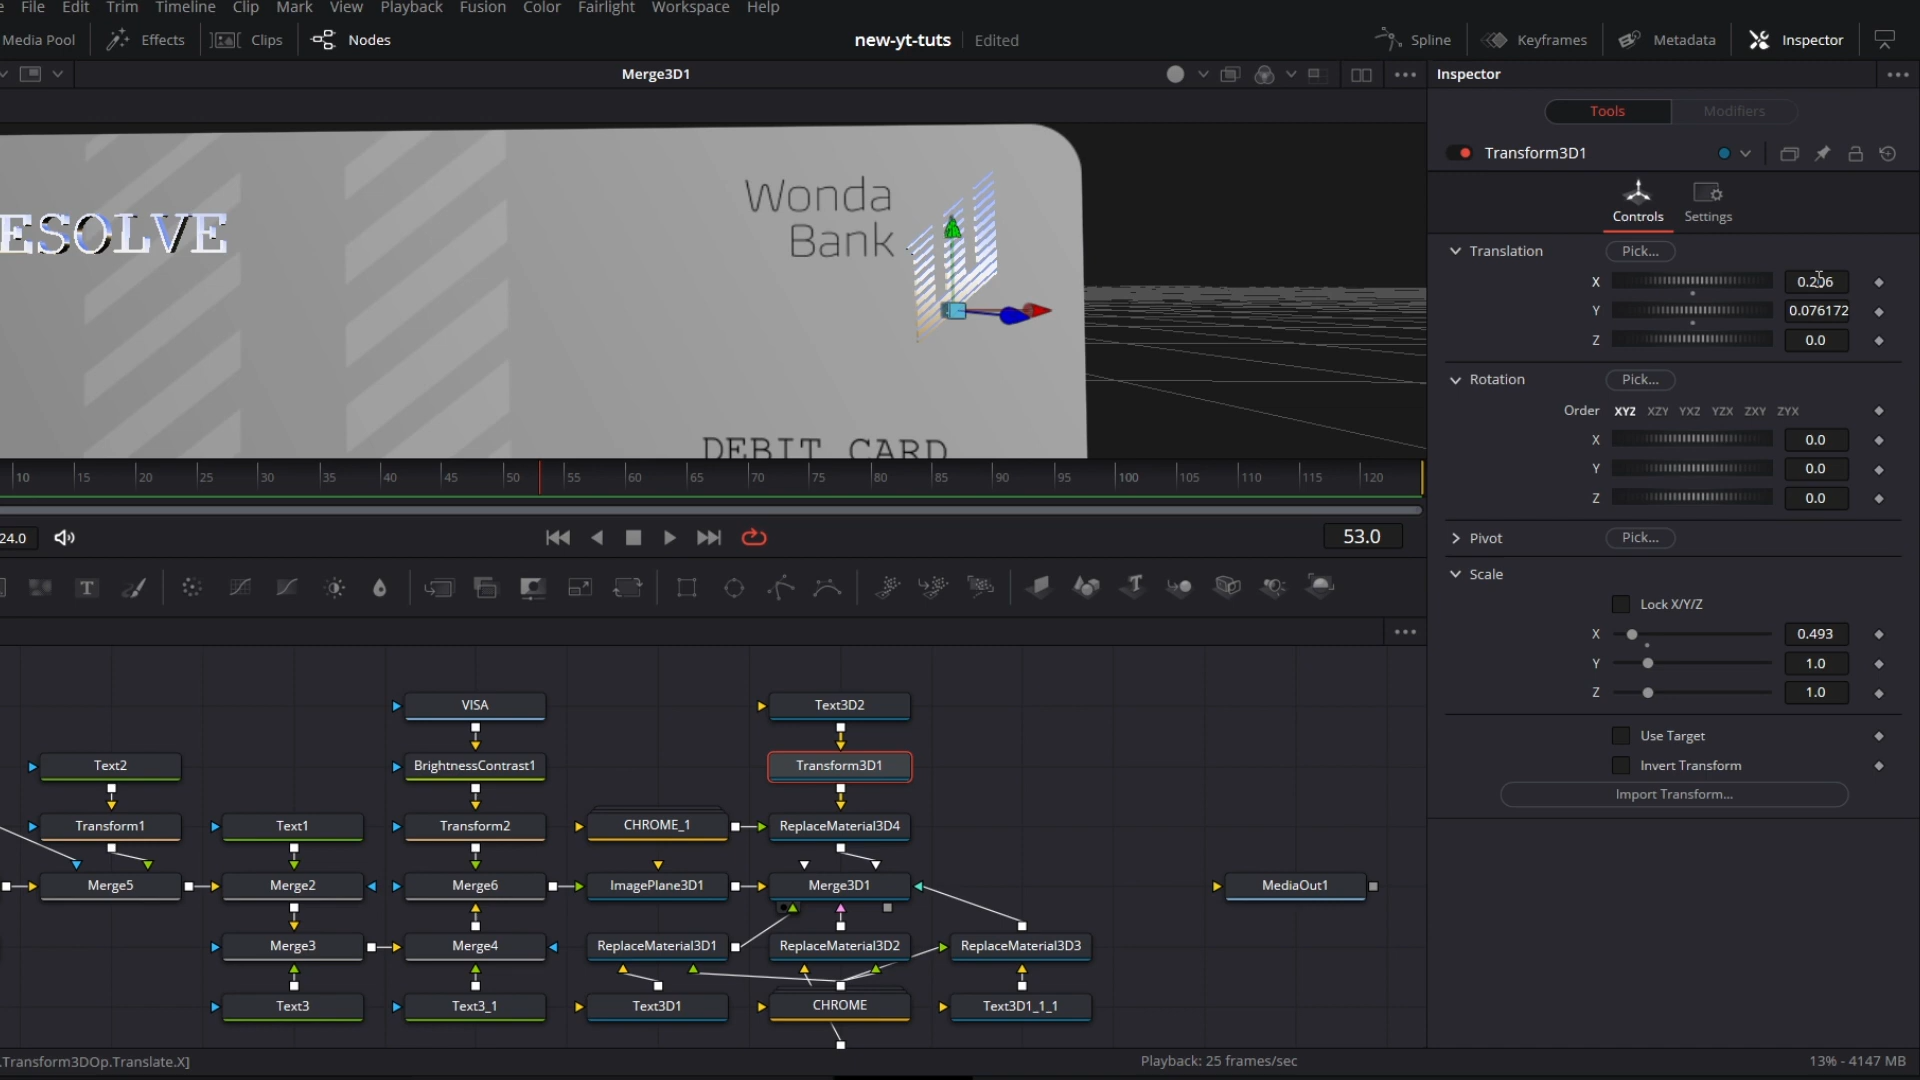 File Edit Trim Timeline Clip Mark View Playback Fusion Color Fairlight Workspace Help
Media Pool Effects Clips Nodes new-yt-tuts Edited Spline Keyframes Metadata Inspector
Merge3D1 Inspector
Tools Modifiers
Transform3D1
Controls Settings
Wonda
Bank
ESOLVE
DEBIT CARD
Translation Pick...
X
Y 0.076172
Z 0.0
Rotation Pick...
Order XYZ XZY YXZ YZX ZXY ZYX
X 0.0
Y 0.0
Z 0.0
Pivot Pick...
Scale
Lock X/Y/Z
X 0.493
Y 1.0
Z 1.0
Use Target
Invert Transform
Import Transform...
10 15 20 25 30 35 40 45 50 55 60 65 70 75 80 85 90 95 100 105 110 115 120
24.0 53.0
T T
VISA Text3D2
Text2 BrightnessContrast1 Transform3D1
Transform1 Text1 Transform2 CHROME_1 ReplaceMaterial3D4
Merge5 Merge2 Merge6 ImagePlane3D1 Merge3D1 MediaOut1
Merge3 Merge4 ReplaceMaterial3D1 ReplaceMaterial3D2 ReplaceMaterial3D3
Text3 Text3_1 Text3D1 CHROME Text3D1_1_1
.Transform3DOp.Translate.X] Playback: 25 frames/sec 13% - 4147 MB